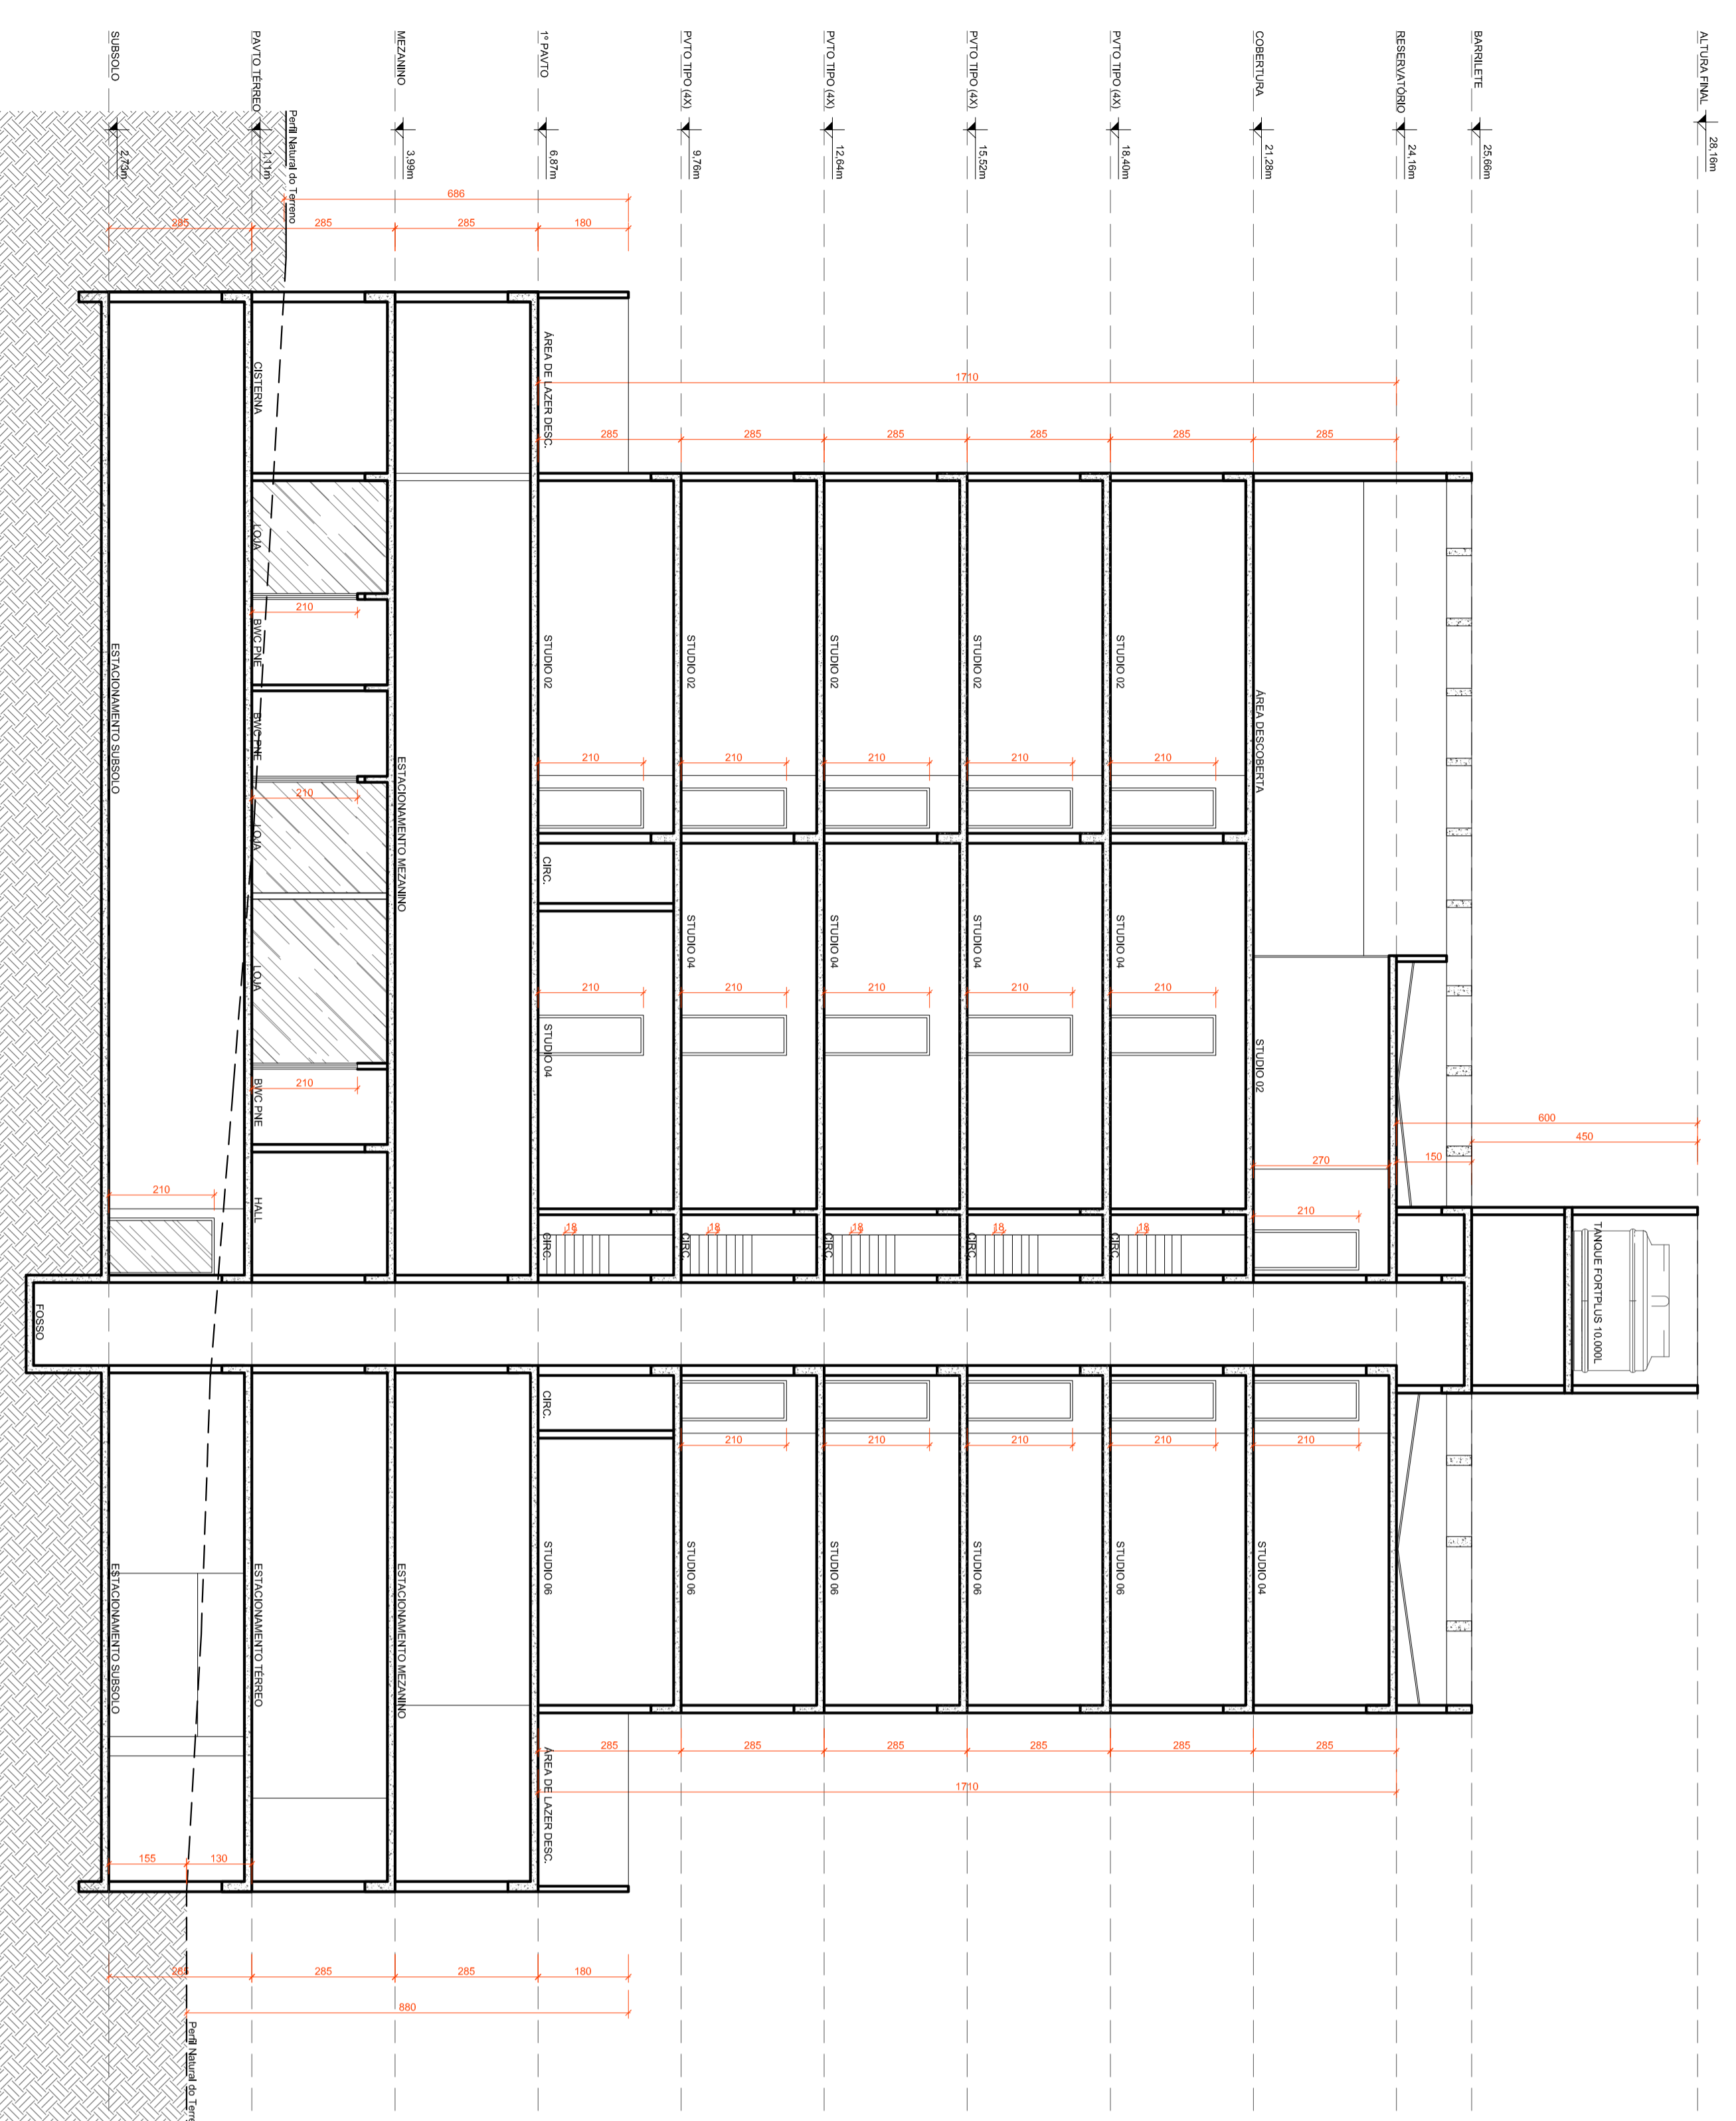 ALTURA FINAL
28,16m
BARRILETE
25,66m
RESERVATÓRIO
24,16m
COBERTURA
21,28m
PVTO TIPO (4X)
18,40m
PVTO TIPO (4X)
15,52m
PVTO TIPO (4X)
12,64m
PVTO TIPO (4X)
9,76m
1º PAVTO
6,87m
MEZANINO
3,99m
PAVTO TÉRREO
1,11m
SUBSOLO
2,73m
Perfil Natural do Terreno
686
285
285
285
180
1710
285
285
285
285
285
285
TANQUE FORTPLUS 10.000L
600
450
150
270
210
ÁREA DESCOBERTA
STUDIO 02
STUDIO 04
210
STUDIO 02
210
STUDIO 04
210
18
CIRC.
210
STUDIO 06
STUDIO 02
210
STUDIO 04
210
18
CIRC.
210
STUDIO 06
STUDIO 02
210
STUDIO 04
210
18
CIRC.
210
STUDIO 06
STUDIO 02
210
STUDIO 04
210
18
CIRC.
210
STUDIO 06
210
ÁREA DE LAZER DESC.
STUDIO 02
210
CIRC.
210
STUDIO 04
18
CIRC.
CIRC.
STUDIO 06
ÁREA DE LAZER DESC.
ESTACIONAMENTO MEZANINO
ESTACIONAMENTO MEZANINO
CISTERNA
LOJA
210
BWC PNE
BWC PNE
210
LOJA
LOJA
210
BWC PNE
HALL
ESTACIONAMENTO TÉRREO
ESTACIONAMENTO SUBSOLO
210
FOSSO
ESTACIONAMENTO SUBSOLO
155
130
285
285
285
285
285
285
1710
285
285
285
180
880
Perfil Natural do